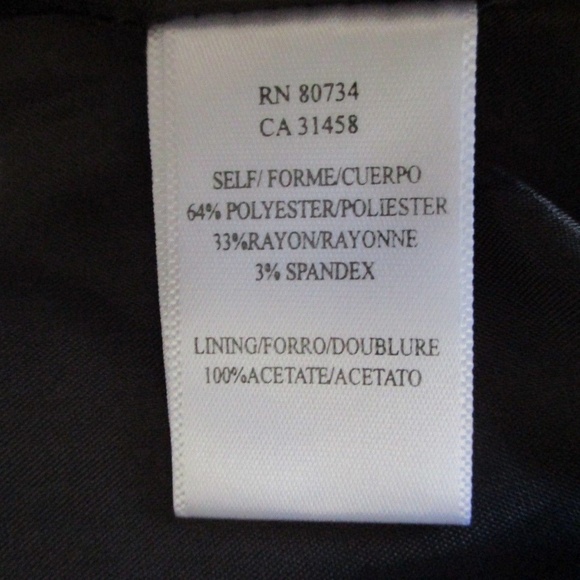 RN 80734
CA 31458
SELF/ FORME/CUERPO
64% POLYESTER/POLIESTER
33%RAYON/RAYONNE
3% SPANDEX
LINING/FORRO/DOUBLURE
100%ACETATE/ACETATO